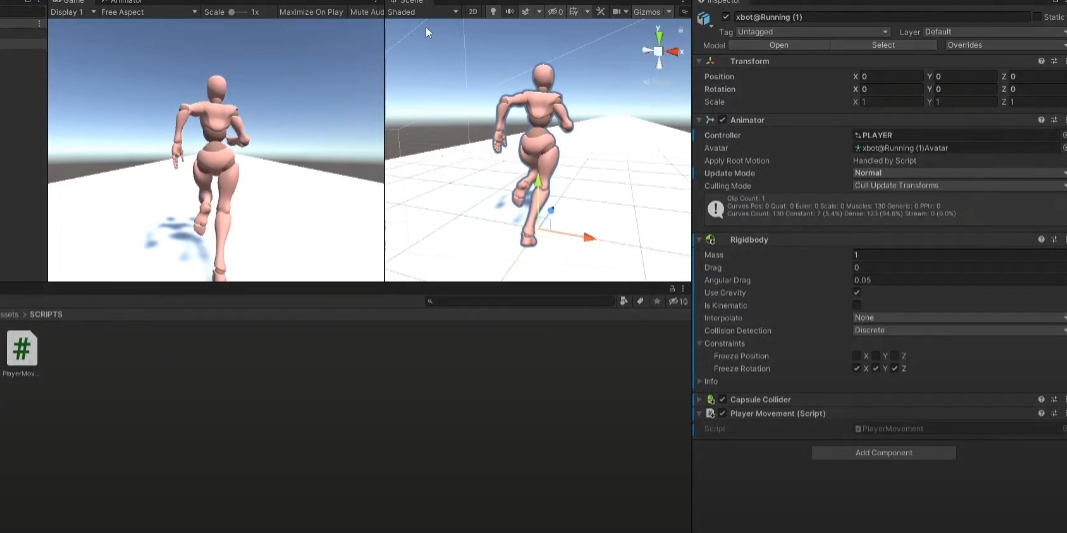 Game
Animator
Scene
Inspector
Display 1 Free Aspect Scale 1x Maximize On Play Mute Aud
Shaded 2D 0 Gizmos
y
x
xbot@Running (1) Static
Tag Untagged Layer Default
Model Open Select Overrides
Transform
Position X 0 Y 0 Z 0
Rotation X 0 Y 0 Z 0
Scale X 1 Y 1 Z 1
Animator
Controller PLAYER
Avatar xbot@Running (1)Avatar
Apply Root Motion Handled by Script
Update Mode Normal
Culling Mode Cull Update Transforms
Clip Count: 1
Curves Pos: 0 Quat: 0 Euler: 0 Scale: 0 Muscles: 130 Generic: 0 PPtr: 0
Curves Count: 130 Constant: 7 (5.4%) Dense: 123 (94.6%) Stream: 0 (0.0%)
Rigidbody
Mass 1
Drag 0
Angular Drag 0.05
Use Gravity
Is Kinematic
Interpolate None
Collision Detection Discrete
Constraints
Freeze Position X Y Z
Freeze Rotation X Y Z
Info
Capsule Collider
Player Movement (Script)
Script PlayerMovement
Add Component
10
ssets > SCRIPTS
#
PlayerMov...